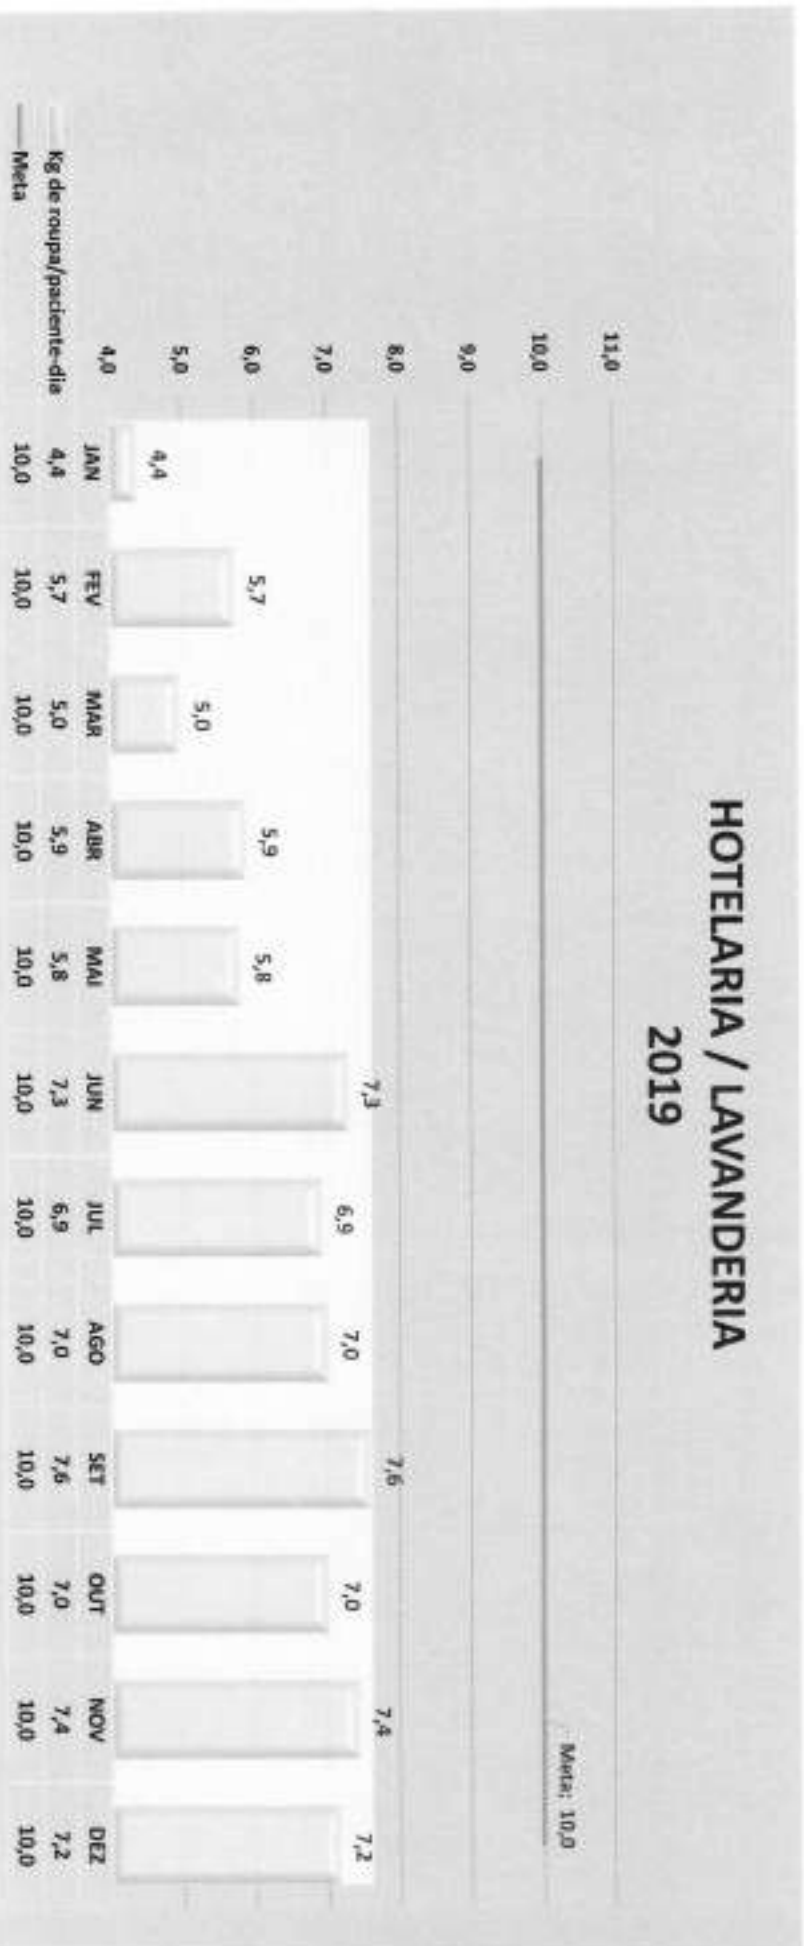 HOTELARIA / LAVANDERIA
2019
11,0
10,0
9,0
8,0
7,0
6,0
5,0
4,0
Meta; 10,0
4,4 5,7 5,0 5,9 5,8 7,3 6,9 7,0 7,6 7,0 7,4 7,2
JAN FEV MAR ABR MAI JUN JUL AGO SET OUT NOV DEZ
Kg de roupa/paciente-dia 4,4 5,7 5,0 5,9 5,8 7,3 6,9 7,0 7,6 7,0 7,4 7,2
Meta 10,0 10,0 10,0 10,0 10,0 10,0 10,0 10,0 10,0 10,0 10,0 10,0